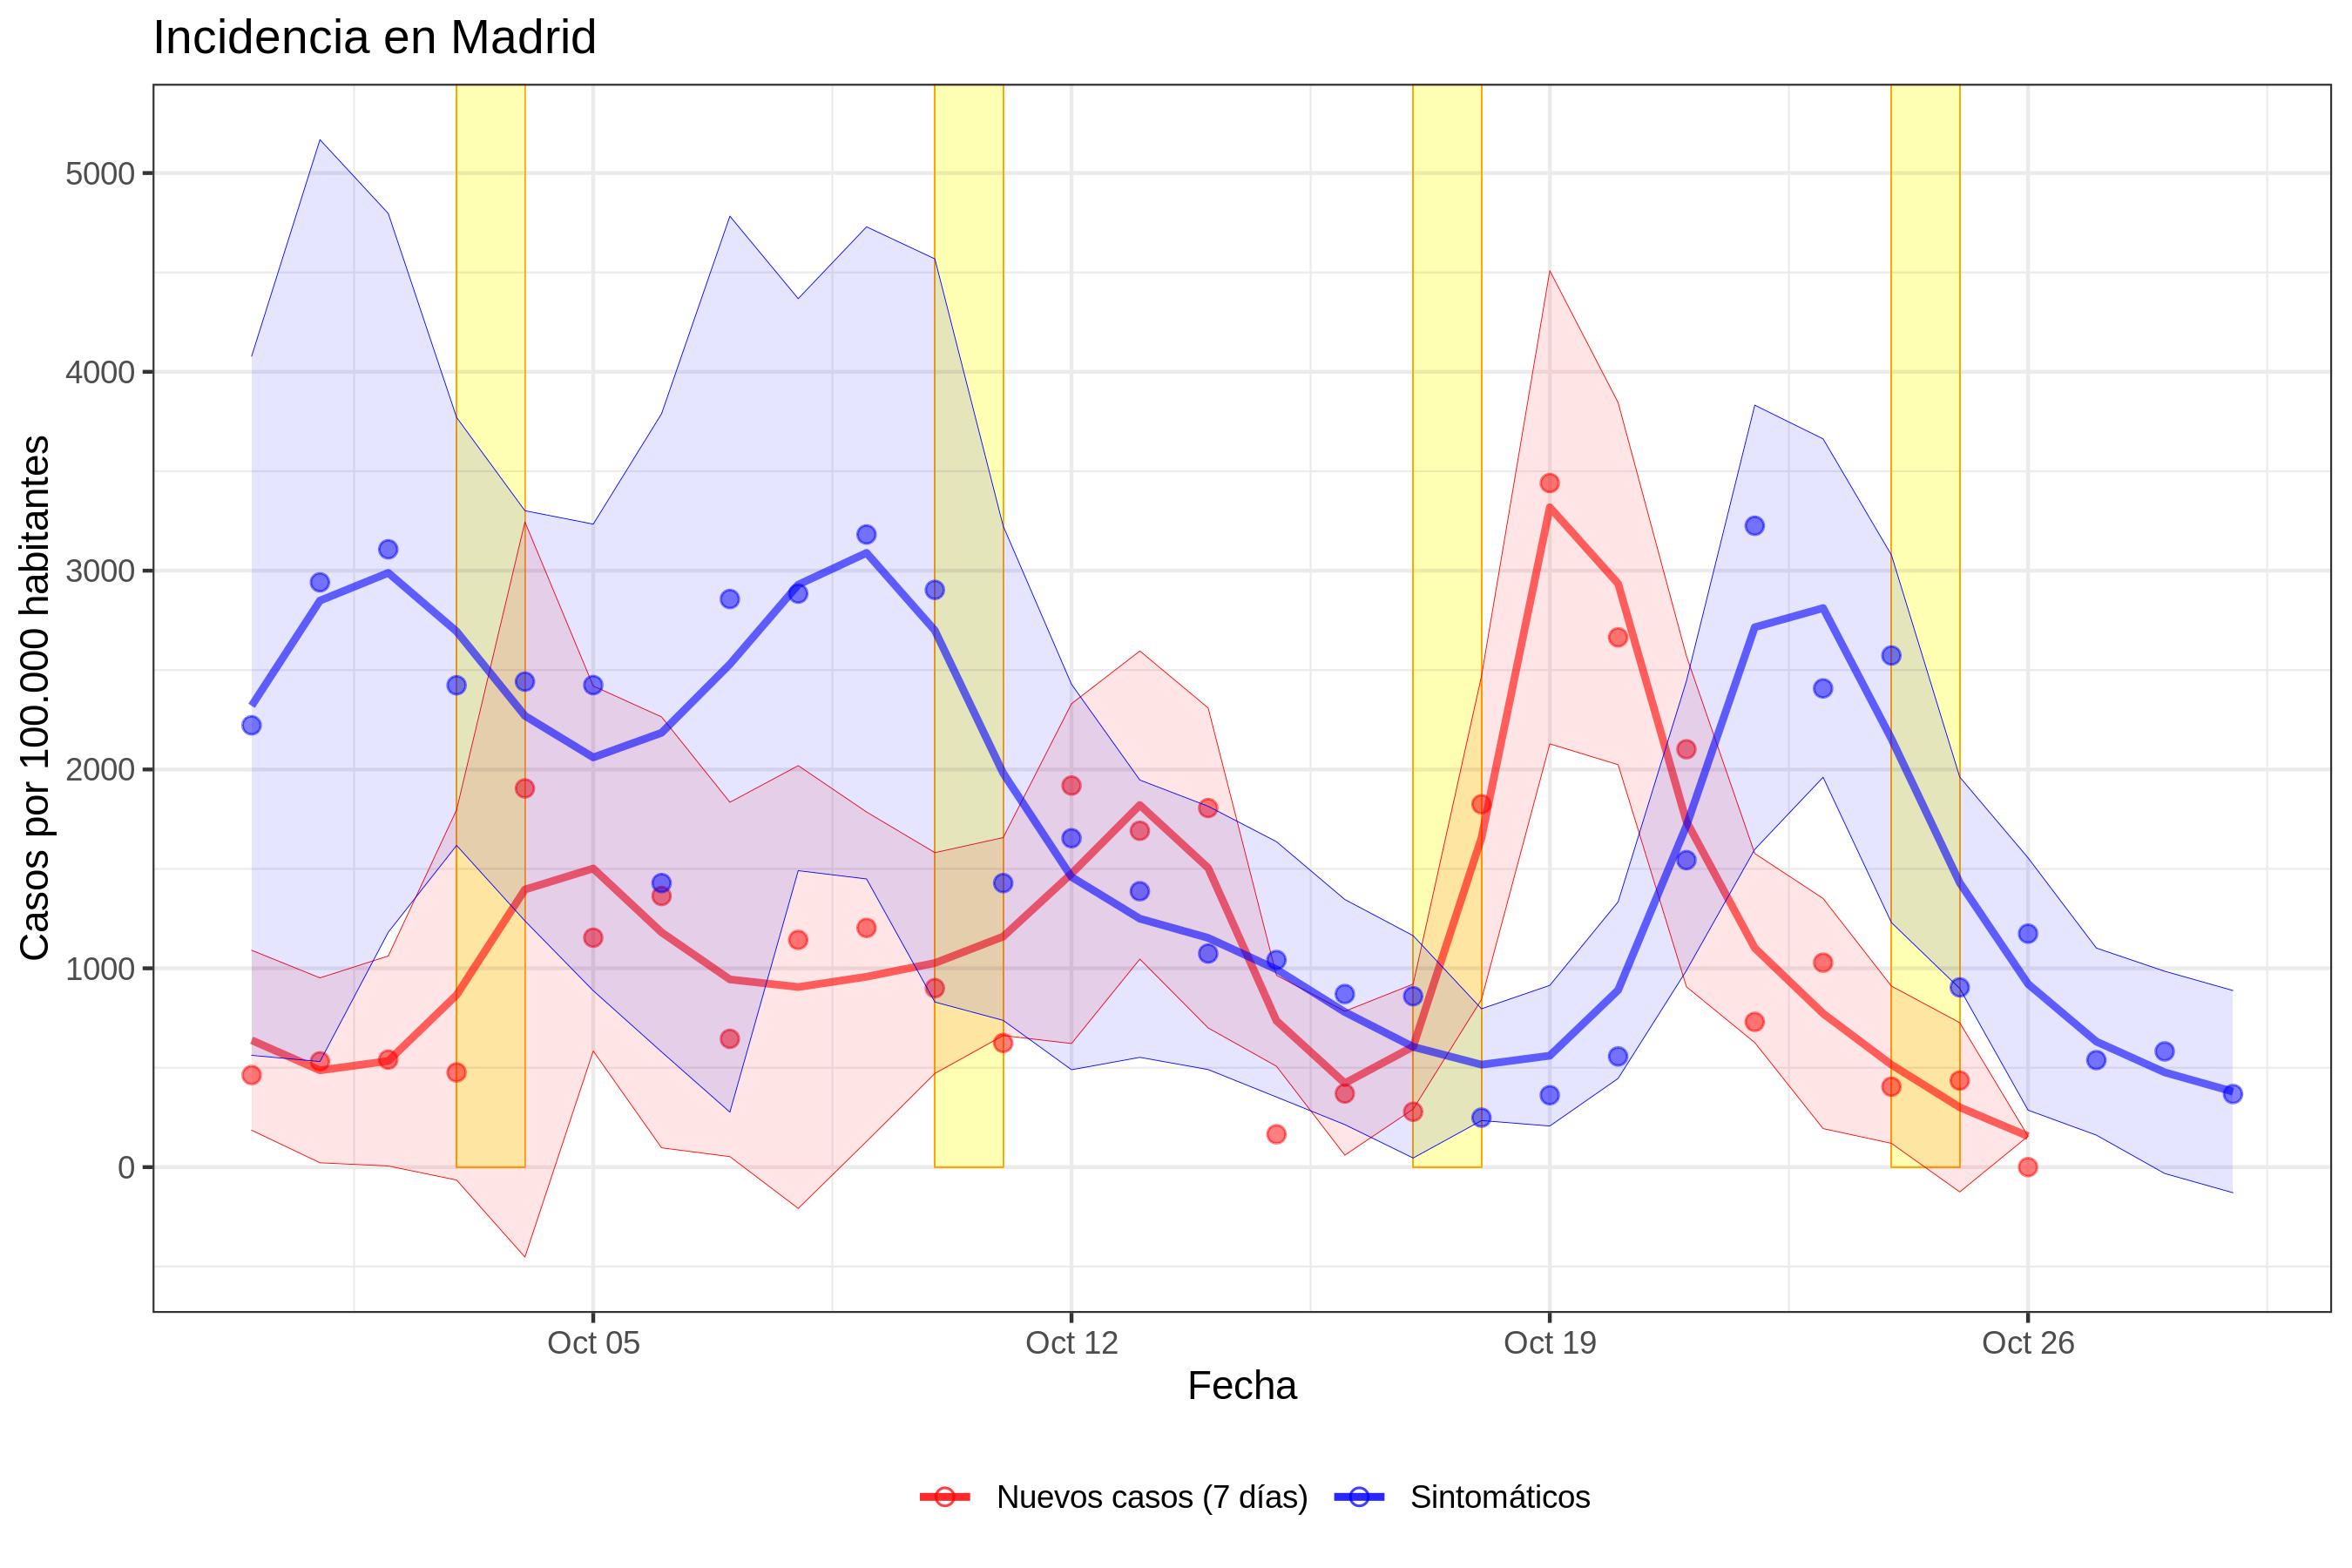 Incidencia en Madrid
Casos por 100.000 habitantes
5000
4000
3000
2000
1000
0
Oct 05
Oct 12
Oct 19
Oct 26
Fecha
Nuevos casos (7 días)
Sintomáticos